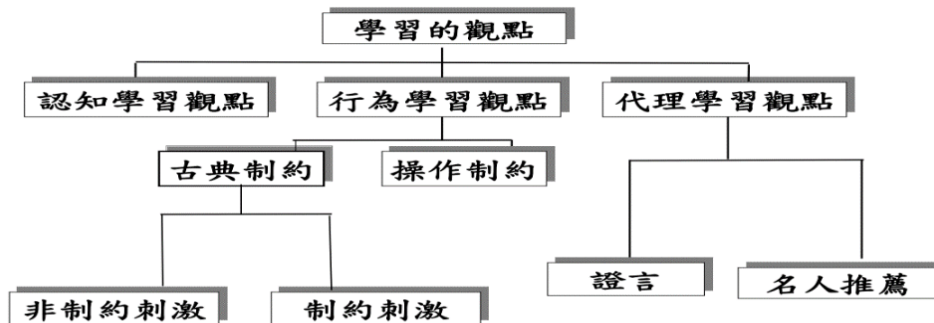 學習的觀點
認知學習觀點
行為學習觀點
代理學習觀點
古典制約
操作制約
證言
名人推薦
非制約刺激
制約刺激